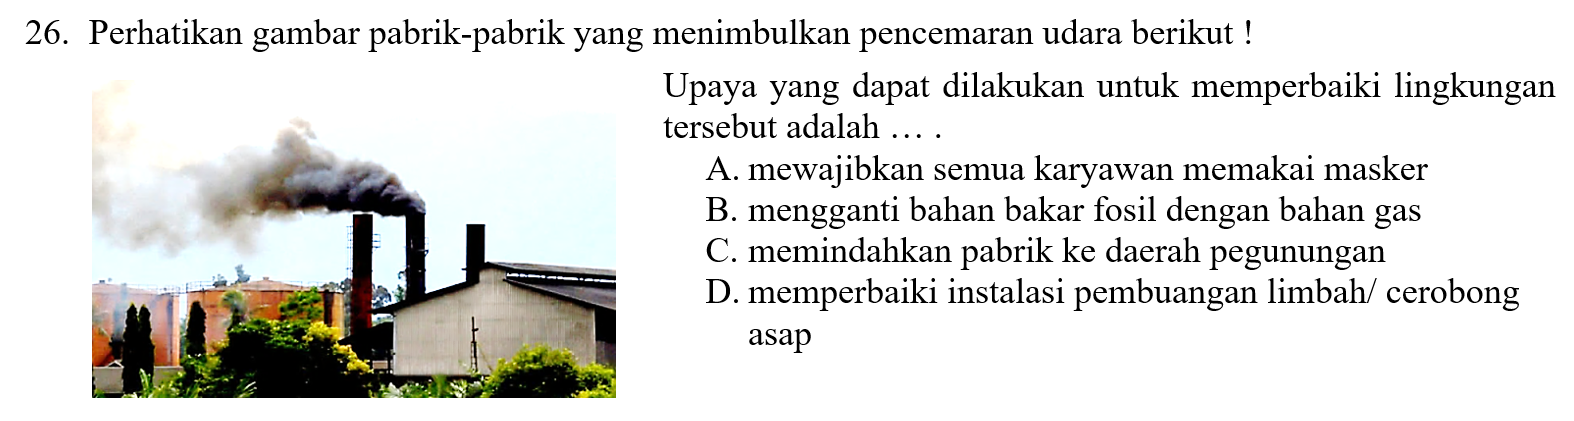 26. Perhatikan gambar pabrik-pabrik yang menimbulkan pencemaran udara berikut !
Upaya yang dapat dilakukan untuk memperbaiki lingkungan
tersebut adalah … .
A. mewajibkan semua karyawan memakai masker
B. mengganti bahan bakar fosil dengan bahan gas
C. memindahkan pabrik ke daerah pegunungan
D. memperbaiki instalasi pembuangan limbah/ cerobong
asap